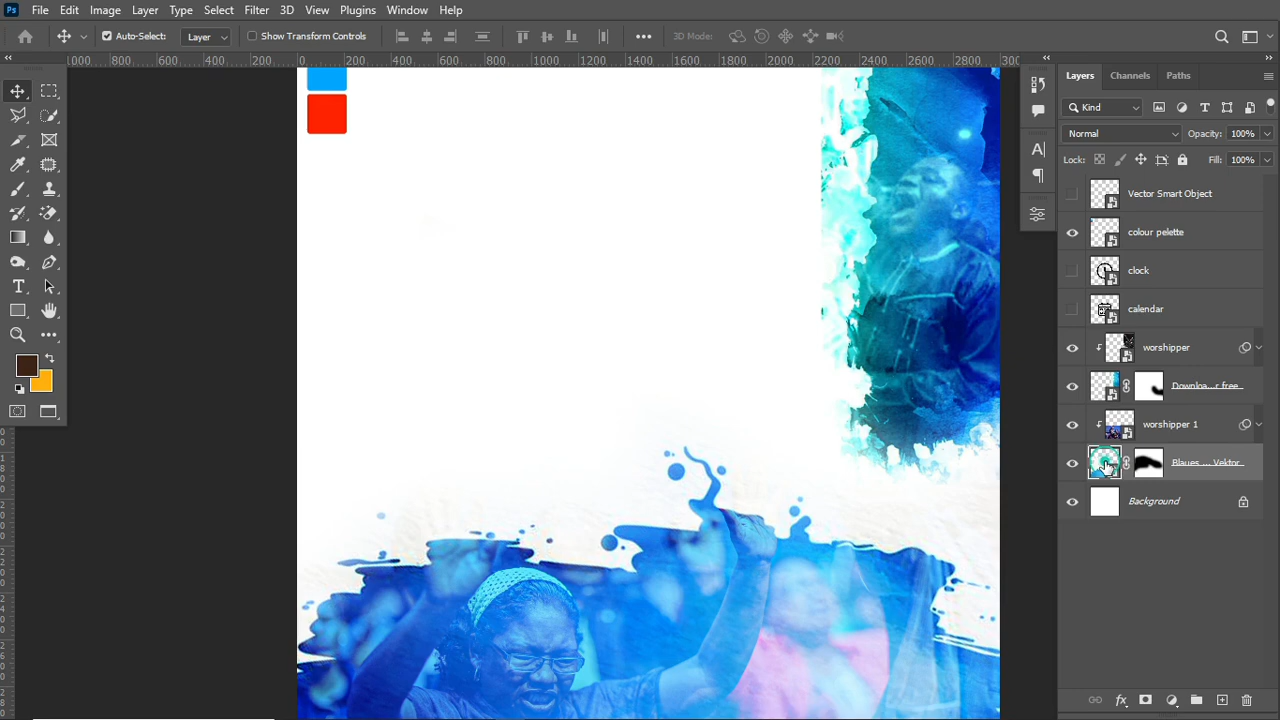 Ps File Edit Image Layer Type Select Filter 3D View Plugins Window Help
Auto-Select: Layer Show Transform Controls 3D Mode:
1000 800 600 400 200 0 200 400 600 800 1000 1200 1400 1600 1800 2000 2200 2400 2600 2800 300
Layers Channels Paths
Kind
Normal Opacity: 100%
Lock: Fill: 100%
Vector Smart Object
colour pelette
clock
calendar
worshipper
Downloa...r free
worshipper 1
Blaues ... Vektor
Background